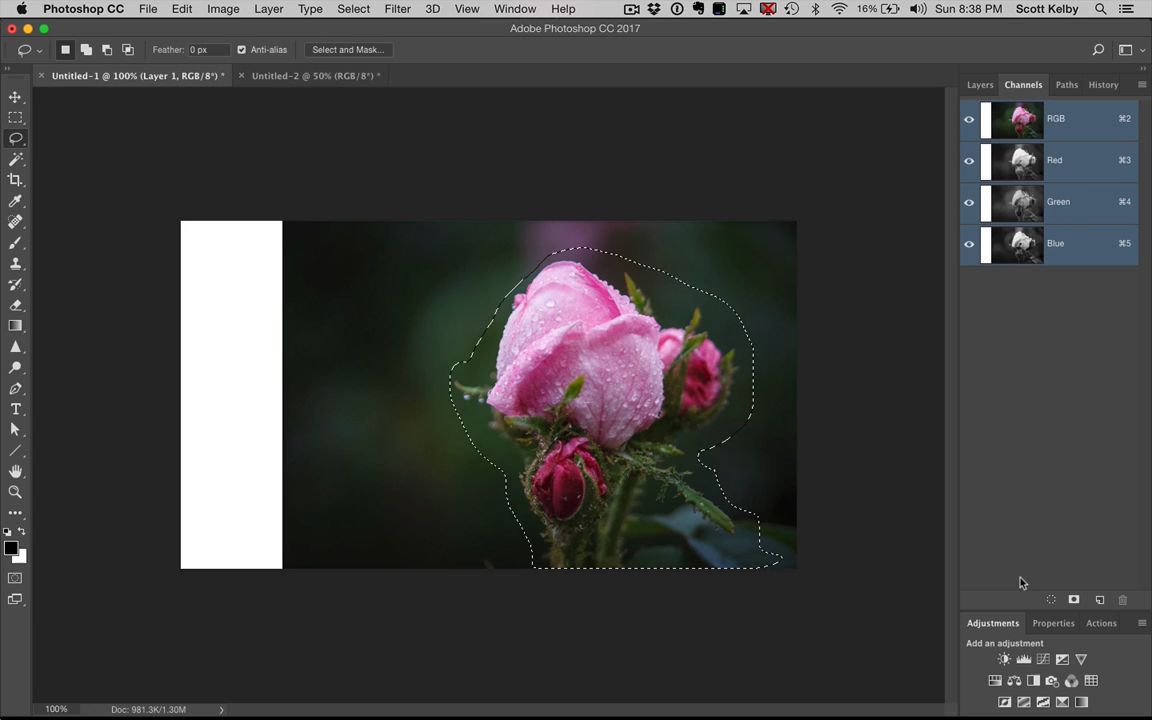 Photoshop CC File Edit Image Layer Type Select Filter 3D View Window Help 16% Sun 8:38 PM Scott Kelby
Adobe Photoshop CC 2017
Feather: 0 px Anti-alias Select and Mask...
Untitled-1 @ 100% (Layer 1, RGB/8*) * Untitled-2 @ 50% (RGB/8*) *
Layers Channels Paths History
RGB ⌘2
Red ⌘3
Green ⌘4
Blue ⌘5
Adjustments Properties Actions
Add an adjustment
100% Doc: 981.3K/1.30M